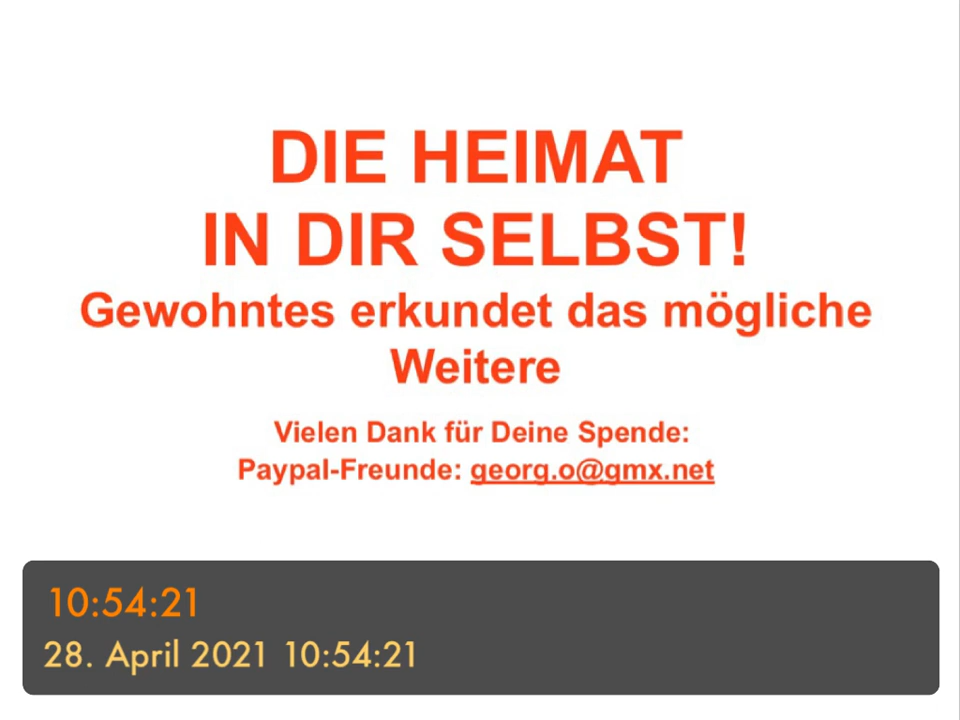 DIE HEIMAT
IN DIR SELBST!
Gewohntes erkundet das mögliche
Weitere
Vielen Dank für Deine Spende:
Paypal-Freunde: georg.o@gmx.net
10:54:21
28. April 2021 10:54:21